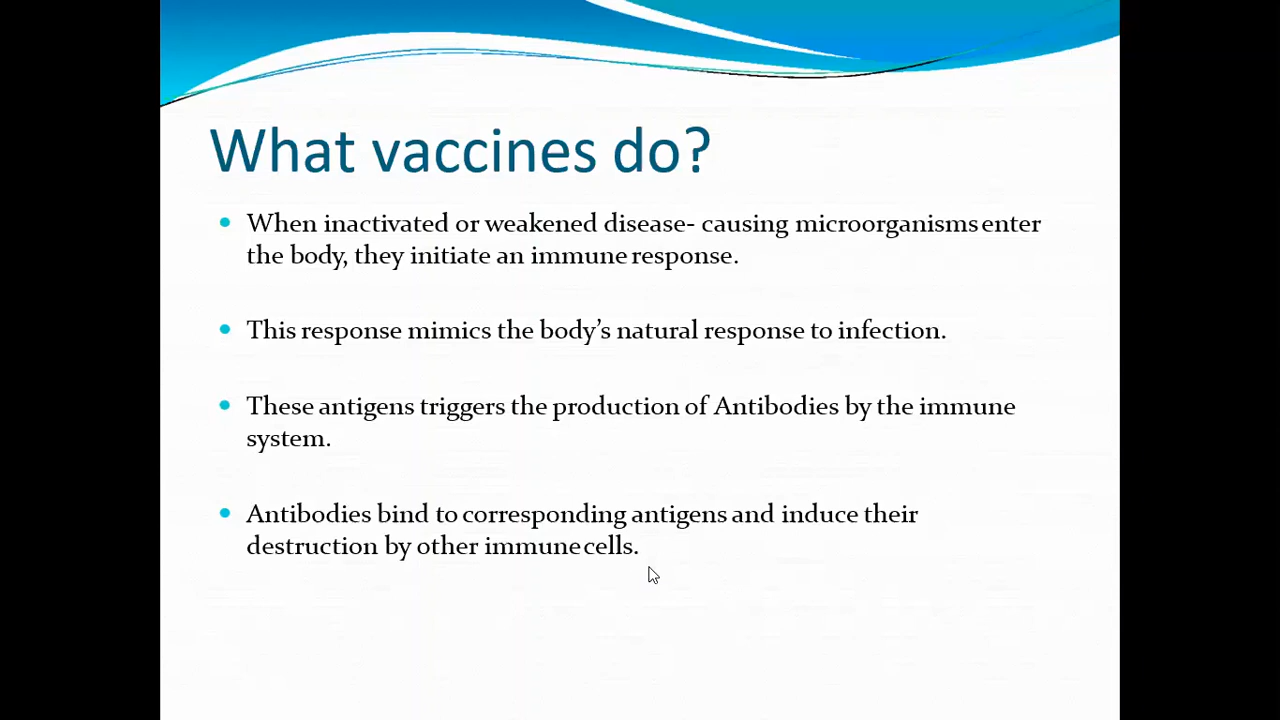 What vaccines do?
When inactivated or weakened disease- causing microorganisms enter
the body, they initiate an immune response.
This response mimics the body’s natural response to infection.
These antigens triggers the production of Antibodies by the immune
system.
Antibodies bind to corresponding antigens and induce their
destruction by other immune cells.